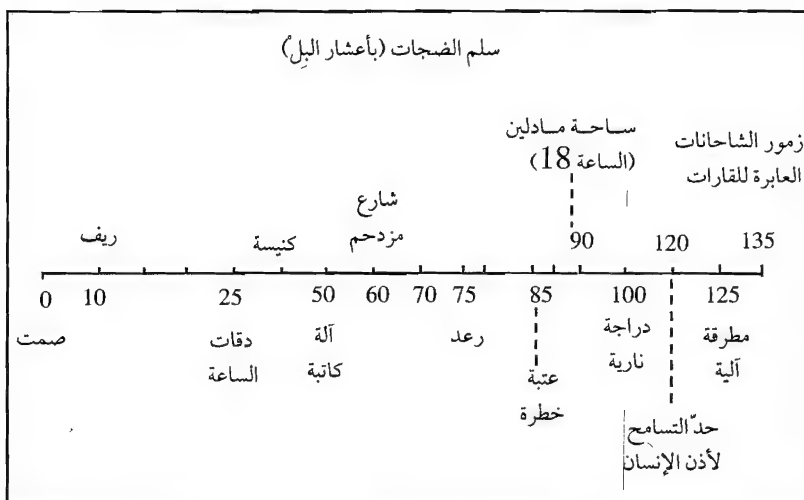 سلم الضجات (بأعشار البِلْ)
ساحة مادلين
(الساعة 18)
زمور الشاحانات
العابرة للقارات
شارع
مزدحم
كنيسة
ريف
90
120
135
0
10
25
50
60
70
75
85
100
125
صمت
دقات
الساعة
آلة
كاتبة
رعد
عتبة
خطرة
دراجة
نارية
مطرقة
آلية
حدّ التسامح
لأذن الإنسان